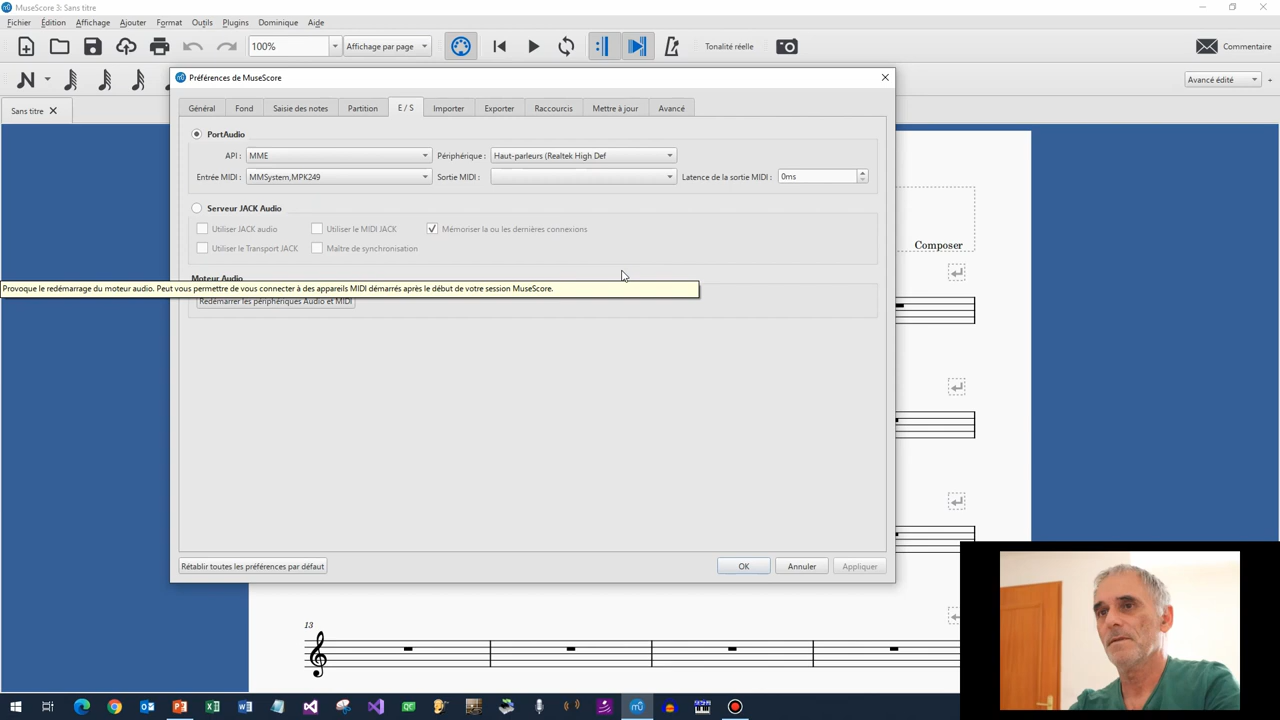 MuseScore 3: Sans titre
Fichier Édition Affichage Ajouter Format Outils Plugins Dominique Aide
100% Affichage par page Tonalité réelle Commentaire
Avancé édité
Sans titre
Préférences de MuseScore
Général Fond Saisie des notes Partition E / S Importer Exporter Raccourcis Mettre à jour Avancé
PortAudio
API : MME Périphérique : Haut-parleurs (Realtek High Def
Entrée MIDI : MMSystem,MPK249 Sortie MIDI : Latence de la sortie MIDI : 0ms
Serveur JACK Audio
Utiliser JACK audio Utiliser le MIDI JACK Mémoriser la ou les dernières connexions
Utiliser le Transport JACK Maître de synchronisation
Composer
Moteur Audio
Provoque le redémarrage du moteur audio. Peut vous permettre de vous connecter à des appareils MIDI démarrés après le début de votre session MuseScore.
Redémarrer les périphériques Audio et MIDI
Rétablir toutes les préférences par défaut OK Annuler Appliquer
13